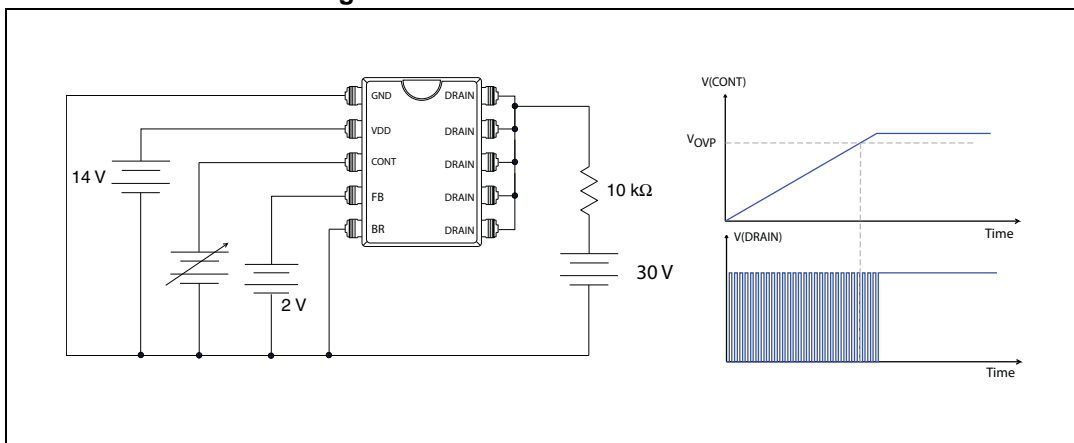 GND DRAIN
VDD DRAIN
CONT DRAIN
FB DRAIN
BR DRAIN
14 V
2 V
10 kΩ
30 V
V(CONT)
VOVP
Time
V(DRAIN)
Time